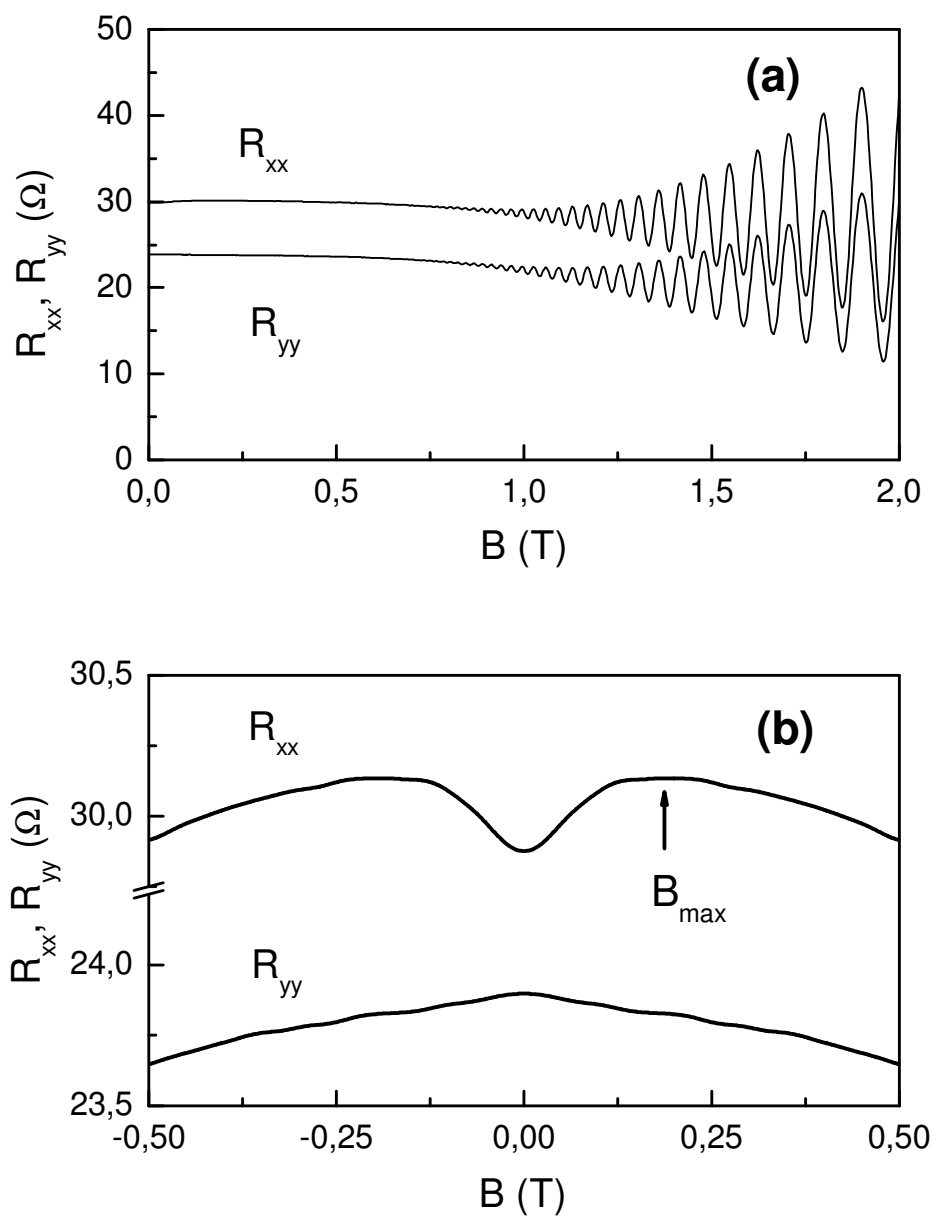 50
(a)
40
R_xx
30
R_xx, R_yy (Ω)
20
R_yy
10
0
0,0 0,5 1,0 1,5 2,0
B (T)
30,5
R_xx
(b)
30,0
R_xx, R_yy (Ω)
B_max
24,0
R_yy
23,5
-0,50 -0,25 0,00 0,25 0,50
B (T)